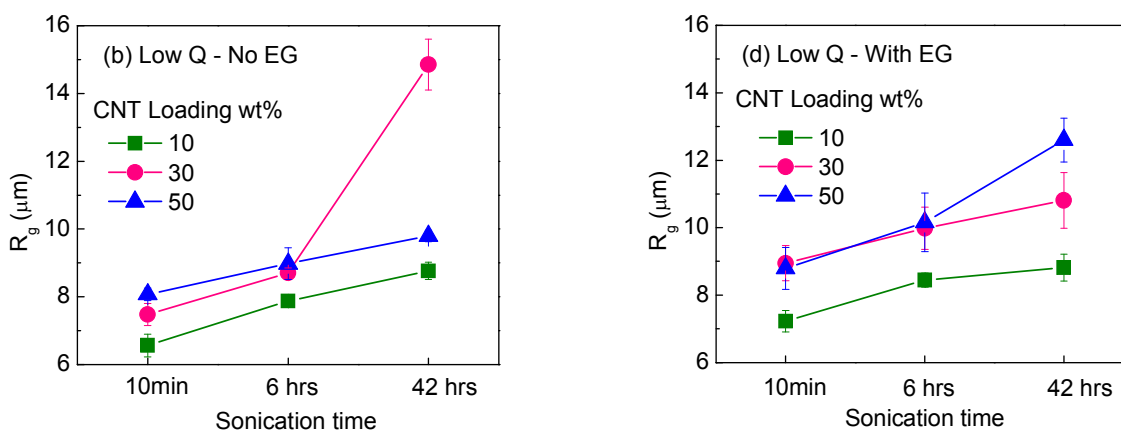 (b) Low Q - No EG
CNT Loading wt%
10
30
50
16
14
12
10
8
6
R_g (μm)
10min
6 hrs
42 hrs
Sonication time
(d) Low Q - With EG
CNT Loading wt%
10
30
50
16
14
12
10
8
6
R_g (μm)
10min
6 hrs
42 hrs
Sonication time